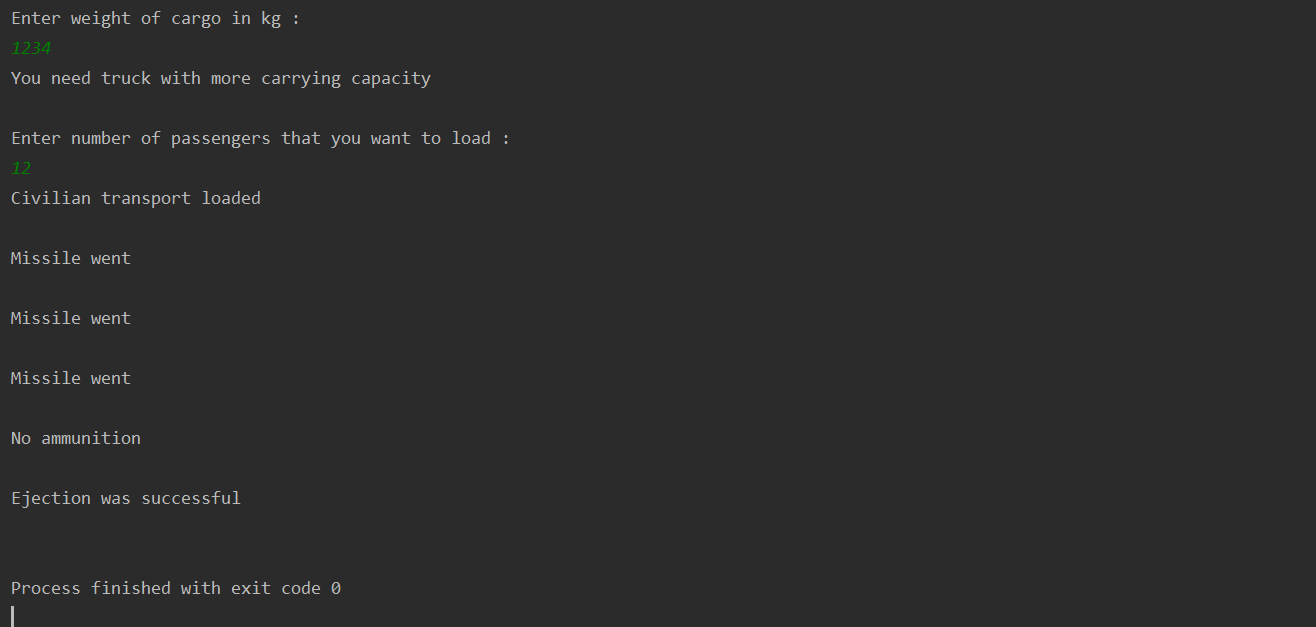 Enter weight of cargo in kg :
1234
You need truck with more carrying capacity
Enter number of passengers that you want to load :
12
Civilian transport loaded
Missile went
Missile went
Missile went
No ammunition
Ejection was successful
Process finished with exit code 0